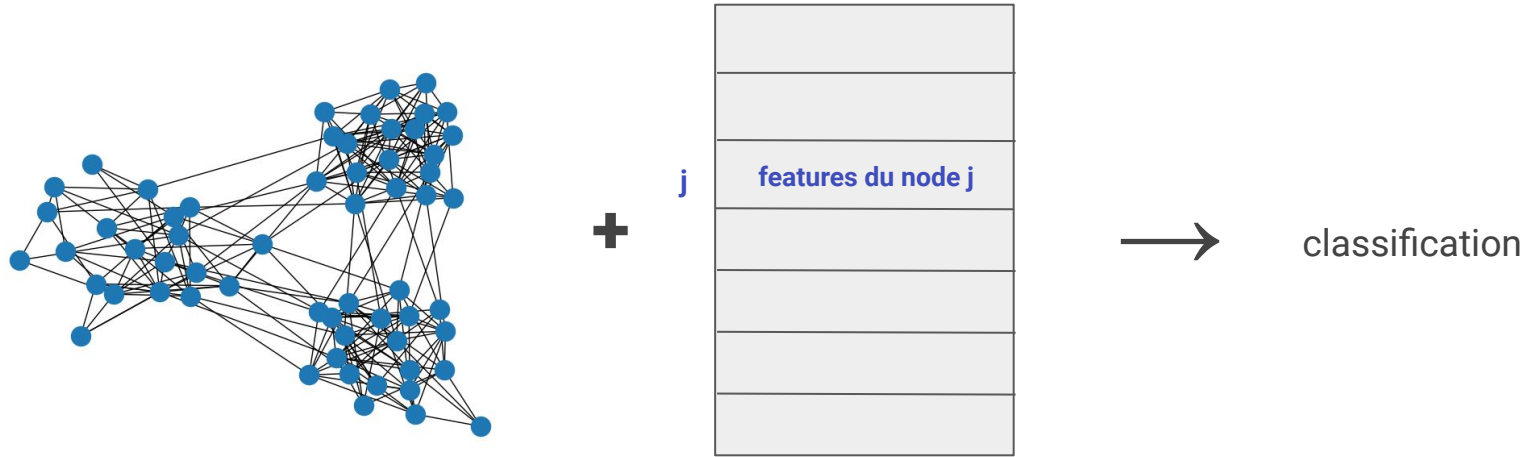 j
features du node j
classification